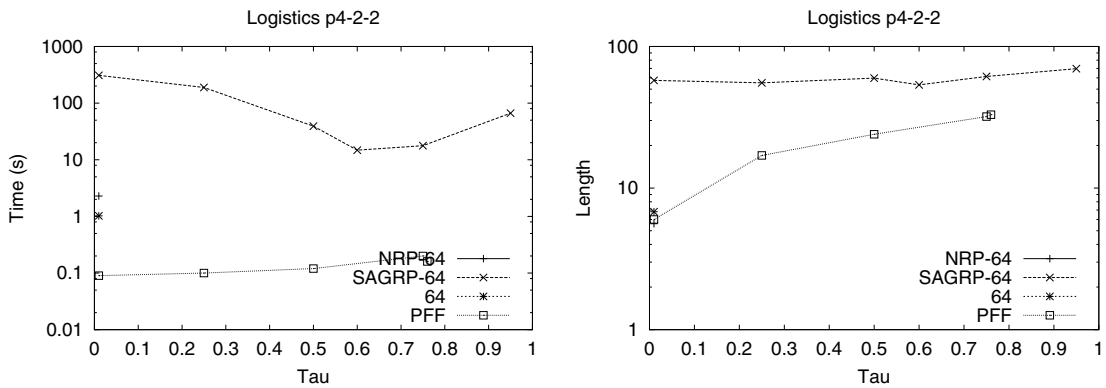 Logistics p4-2-2
1000
100
10
1
0.1
0.01
Time (s)
0 0.1 0.2 0.3 0.4 0.5 0.6 0.7 0.8 0.9 1
Tau
NRP-64
SAGRP-64
64
PFF
Logistics p4-2-2
100
10
1
Length
0 0.1 0.2 0.3 0.4 0.5 0.6 0.7 0.8 0.9 1
Tau
NRP-64
SAGRP-64
64
PFF